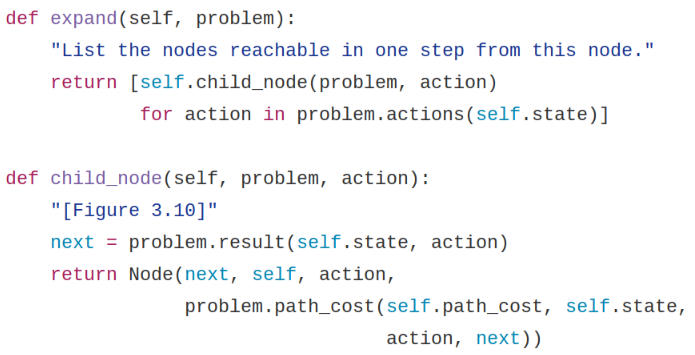 def expand(self, problem):
    "List the nodes reachable in one step from this node."
    return [self.child_node(problem, action)
            for action in problem.actions(self.state)]

def child_node(self, problem, action):
    "[Figure 3.10]"
    next = problem.result(self.state, action)
    return Node(next, self, action,
                problem.path_cost(self.path_cost, self.state,
                                  action, next))